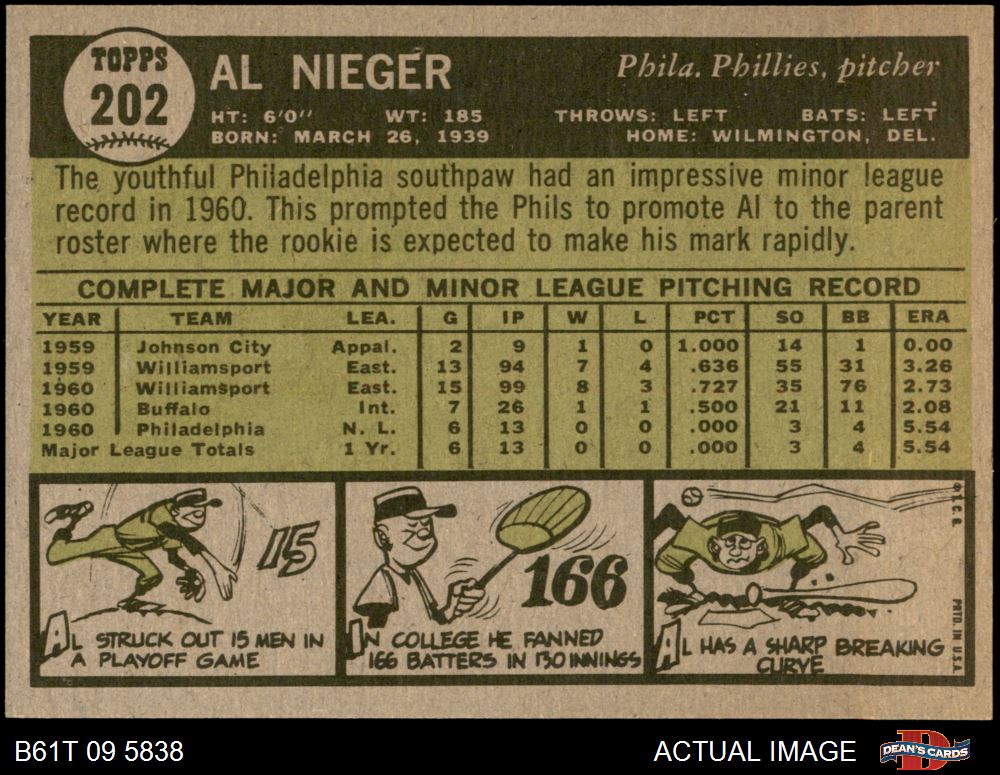 TOPPS
202
AL NIEGER
Phila. Phillies, pitcher
HT: 6'0" WT: 185 THROWS: LEFT BATS: LEFT
BORN: MARCH 26, 1939 HOME: WILMINGTON, DEL.
The youthful Philadelphia southpaw had an impressive minor league
record in 1960. This prompted the Phils to promote Al to the parent
roster where the rookie is expected to make his mark rapidly.
COMPLETE MAJOR AND MINOR LEAGUE PITCHING RECORD
YEAR TEAM LEA. G IP W L PCT SO BB ERA
1959 Johnson City Appal. 2 9 1 0 1.000 14 1 0.00
1959 Williamsport East. 13 94 7 4 .636 55 31 3.26
1960 Williamsport East. 15 99 8 3 .727 35 76 2.73
1960 Buffalo Int. 7 26 1 1 .500 21 11 2.08
1960 Philadelphia N. L. 6 13 0 0 .000 3 4 5.54
Major League Totals 1 Yr. 6 13 0 0 .000 3 4 5.54
15
AL STRUCK OUT 15 MEN IN
A PLAYOFF GAME
166
IN COLLEGE HE FANNED
166 BATTERS IN 130 INNINGS
AL HAS A SHARP BREAKING
CURVE
© T. C. G.
PRTD. IN U.S.A.
B61T 09 5838
ACTUAL IMAGE
D
DEAN'S CARDS